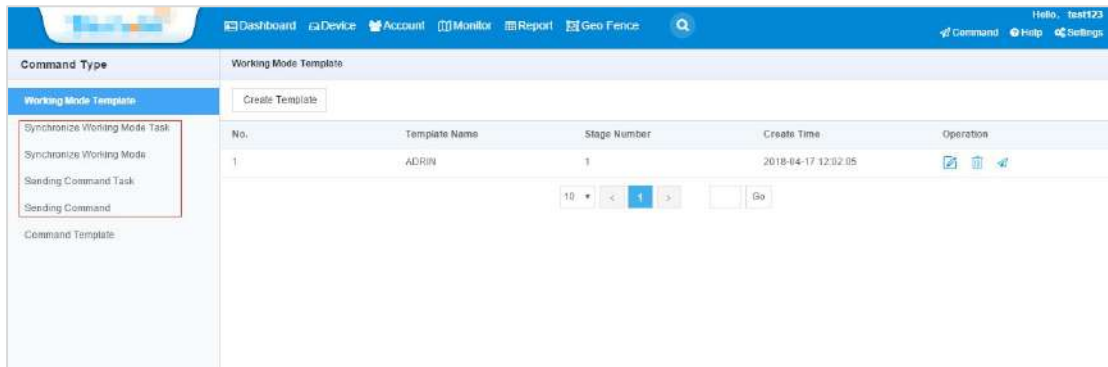 Dashboard Device Account Monitor Report Geo Fence
Hello, test123
Command Help Settings
Command Type
Working Mode Template
Synchronize Working Mode Task
Synchronize Working Mode
Sending Command Task
Sending Command
Command Template
Working Mode Template
Create Template
No. Template Name Stage Number Create Time Operation
1 ADRIN 1 2018-04-17 12:02:05
10 < 1 > Go